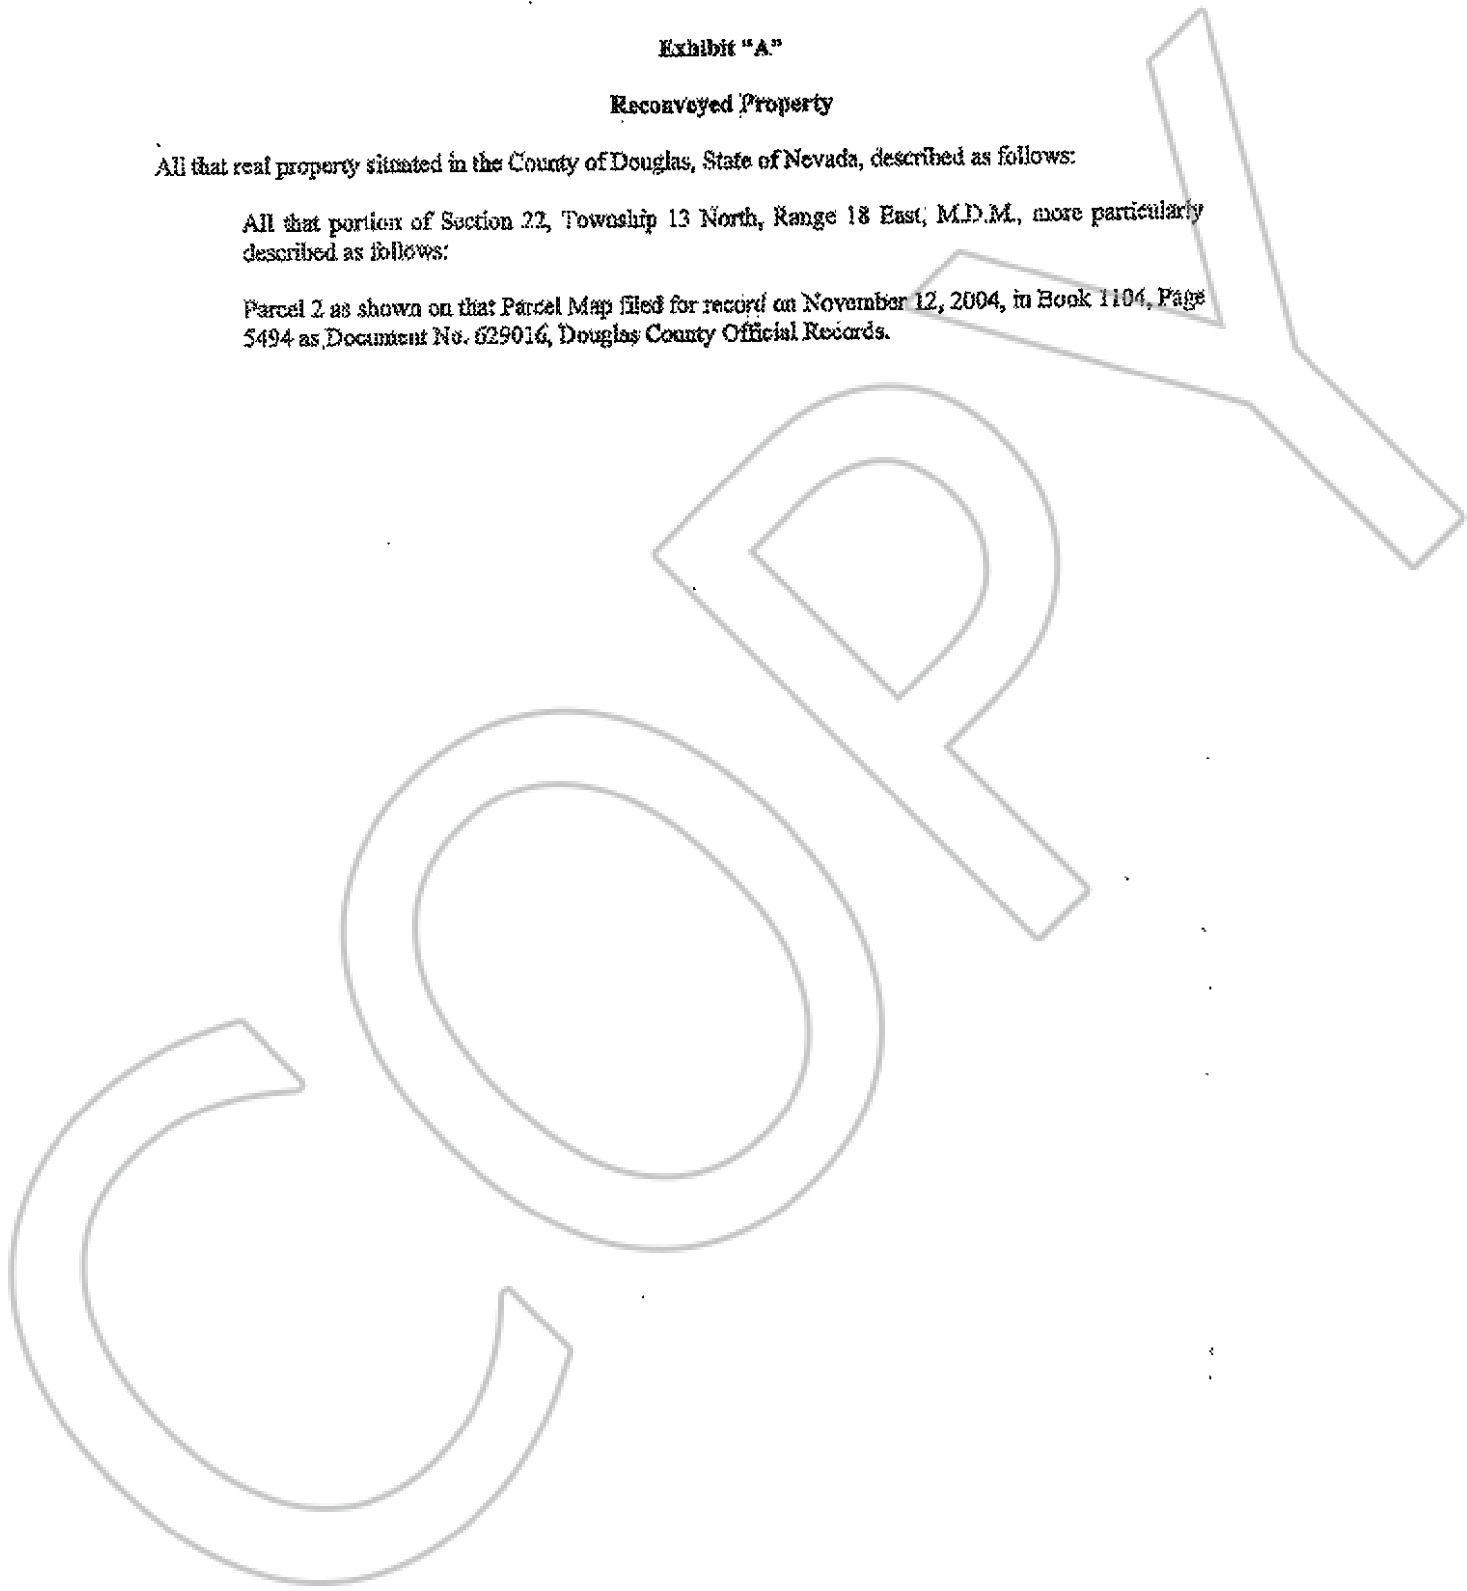 Exhibit “A”
Reconveyed Property
All that real property situated in the County of Douglas, State of Nevada, described as follows:
All that portion of Section 22, Township 13 North, Range 18 East, M.D.M., more particularly
described as follows:
Parcel 2 as shown on that Parcel Map filed for record on November 12, 2004, in Book 1104, Page
5494 as Document No. 629016, Douglas County Official Records.
COPY